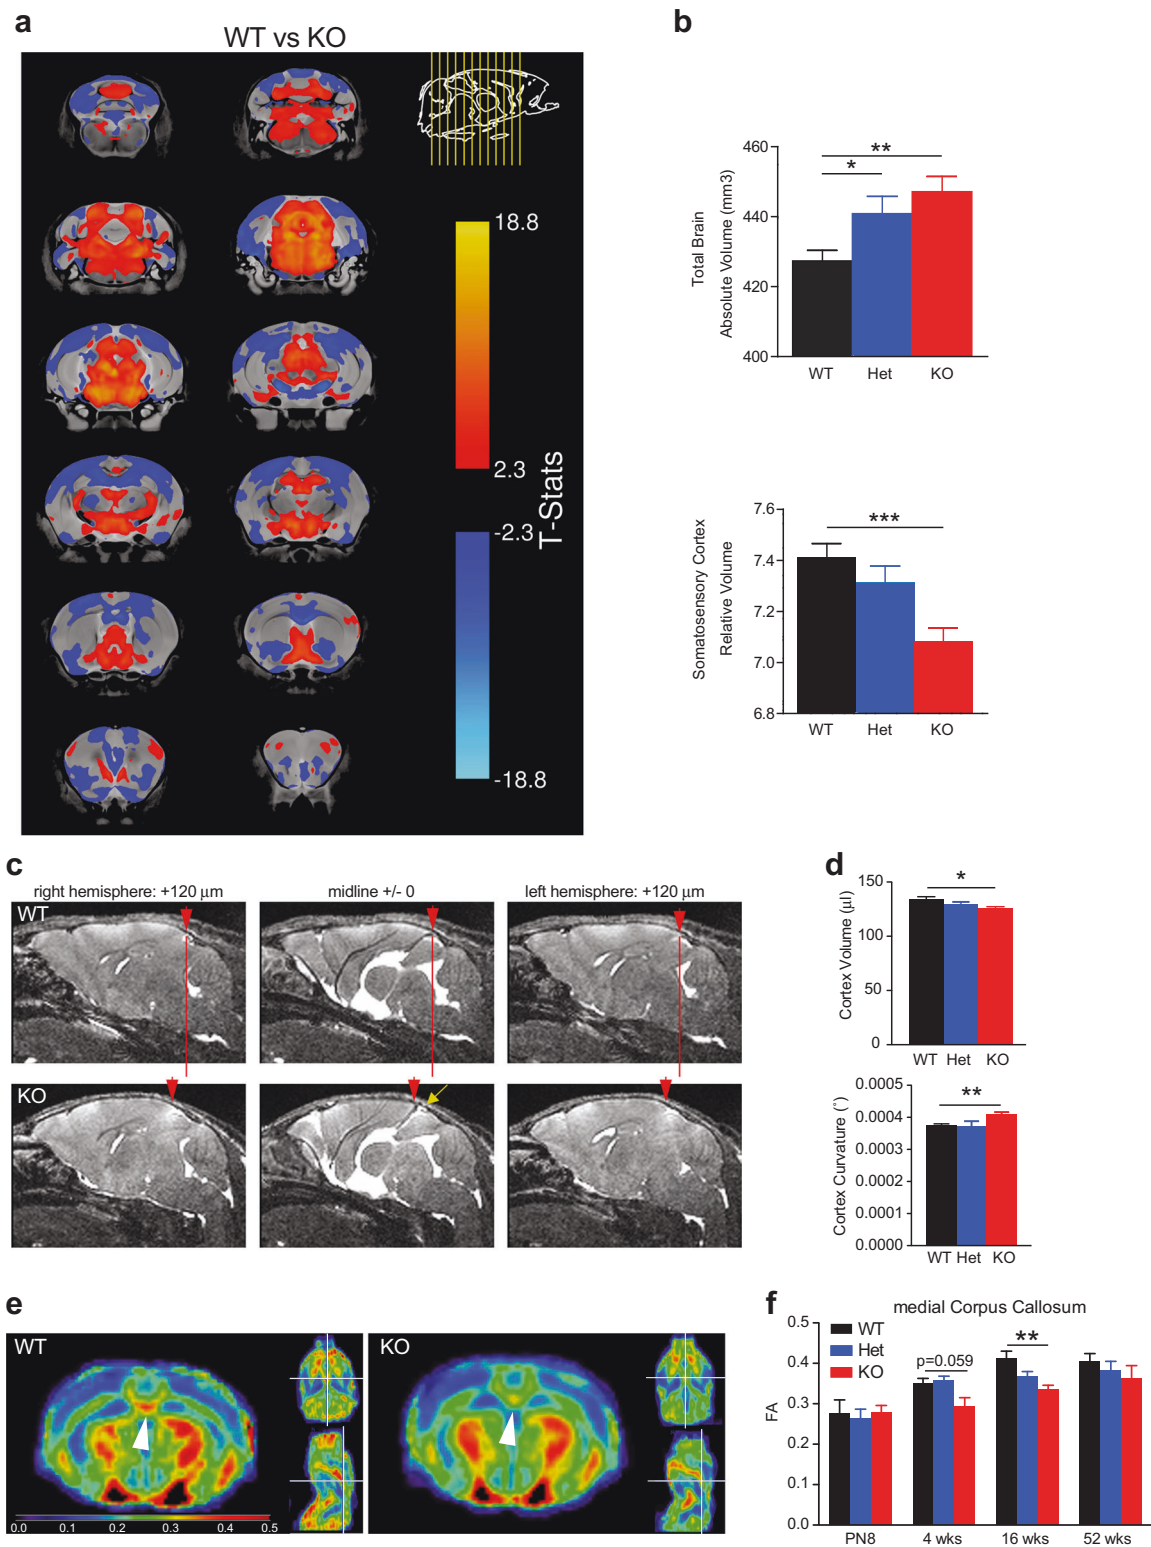 a
WT vs KO
18.8
2.3
-2.3
-18.8
T-Stats
b
Total Brain
Absolute Volume (mm3)
460
440
420
400
*
**
WT Het KO
Somatosensory Cortex
Relative Volume
7.6
7.4
7.2
7.0
6.8
***
WT Het KO
c
right hemisphere: +120 μm
midline +/- 0
left hemisphere: +120 μm
WT
KO
d
Cortex Volume (μl)
150
100
50
0
*
WT Het KO
Cortex Curvature (°)
0.0005
0.0004
0.0003
0.0002
0.0001
0.0000
**
WT Het KO
e
WT
0.0 0.1 0.2 0.3 0.4 0.5
KO
f
medial Corpus Callosum
FA
0.5
0.4
0.3
0.2
0.1
0.0
WT
Het
KO
p=0.059
**
PN8 4 wks 16 wks 52 wks